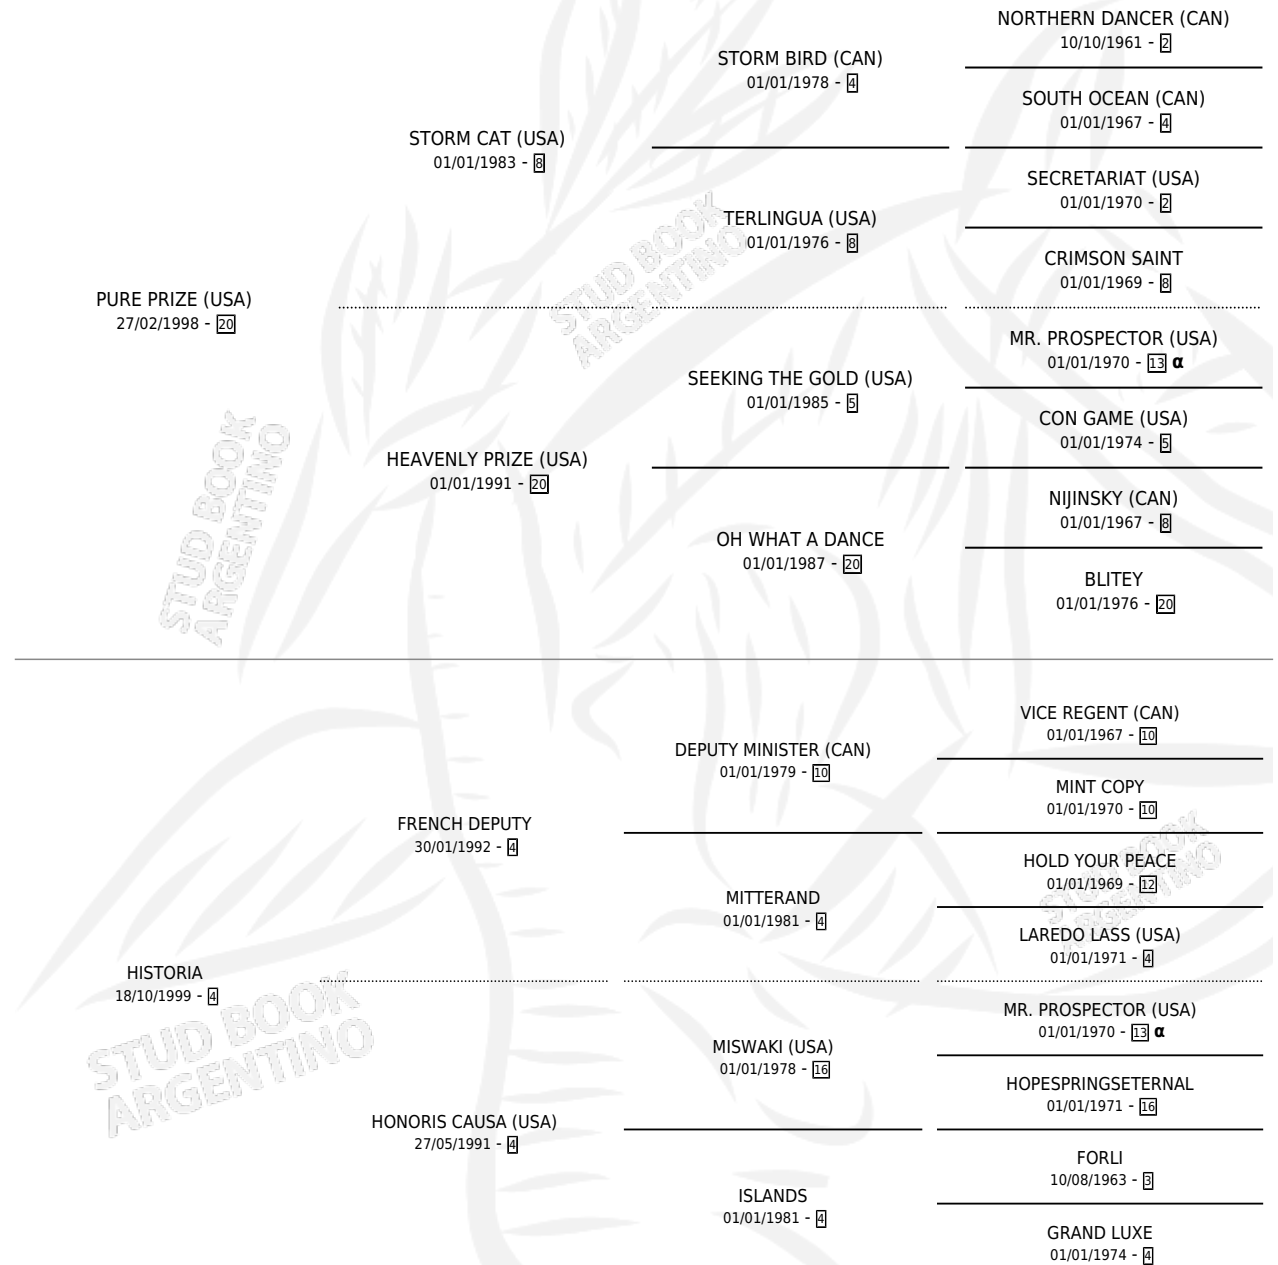 NORTHERN DANCER (CAN)
10/10/1961 - 2
STORM BIRD (CAN)
01/01/1978 - 4
SOUTH OCEAN (CAN)
01/01/1967 - 4
STORM CAT (USA)
01/01/1983 - 8
SECRETARIAT (USA)
01/01/1970 - 2
TERLINGUA (USA)
01/01/1976 - 8
CRIMSON SAINT
01/01/1969 - 8
PURE PRIZE (USA)
27/02/1998 - 20
MR. PROSPECTOR (USA)
01/01/1970 - 13 α
SEEKING THE GOLD (USA)
01/01/1985 - 5
CON GAME (USA)
01/01/1974 - 5
HEAVENLY PRIZE (USA)
01/01/1991 - 20
NIJINSKY (CAN)
01/01/1967 - 8
OH WHAT A DANCE
01/01/1987 - 20
BLITEY
01/01/1976 - 20
VICE REGENT (CAN)
01/01/1967 - 10
DEPUTY MINISTER (CAN)
01/01/1979 - 10
MINT COPY
01/01/1970 - 10
FRENCH DEPUTY
30/01/1992 - 4
HOLD YOUR PEACE
01/01/1969 - 12
MITTERAND
01/01/1981 - 4
LAREDO LASS (USA)
01/01/1971 - 4
HISTORIA
18/10/1999 - 4
MR. PROSPECTOR (USA)
01/01/1970 - 13 α
MISWAKI (USA)
01/01/1978 - 16
HOPESPRINGSETERNAL
01/01/1971 - 16
HONORIS CAUSA (USA)
27/05/1991 - 4
FORLI
10/08/1963 - 3
ISLANDS
01/01/1981 - 4
GRAND LUXE
01/01/1974 - 4
STUD BOOK
ARGENTINO
STUD BOOK
ARGENTINO
STUD BOOK
ARGENTINO
STUD BOOK
ARGENTINO